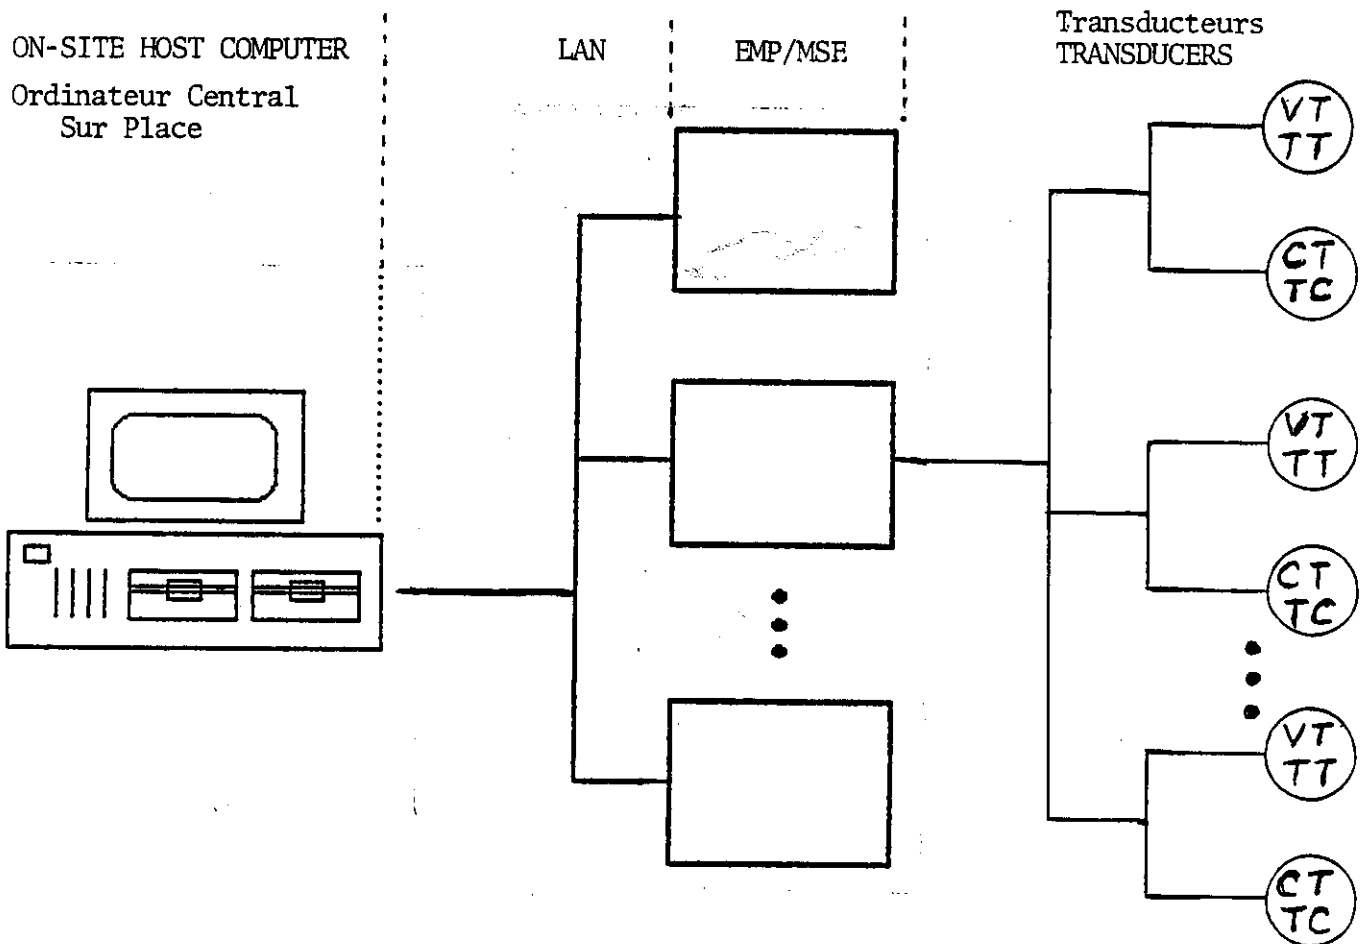 ON-SITE HOST COMPUTER
Ordinateur Central
Sur Place
LAN
EMP/MSE
Transducteurs
TRANSDUCERS
VT
TT
CT
TC
VT
TT
CT
TC
VT
TT
CT
TC